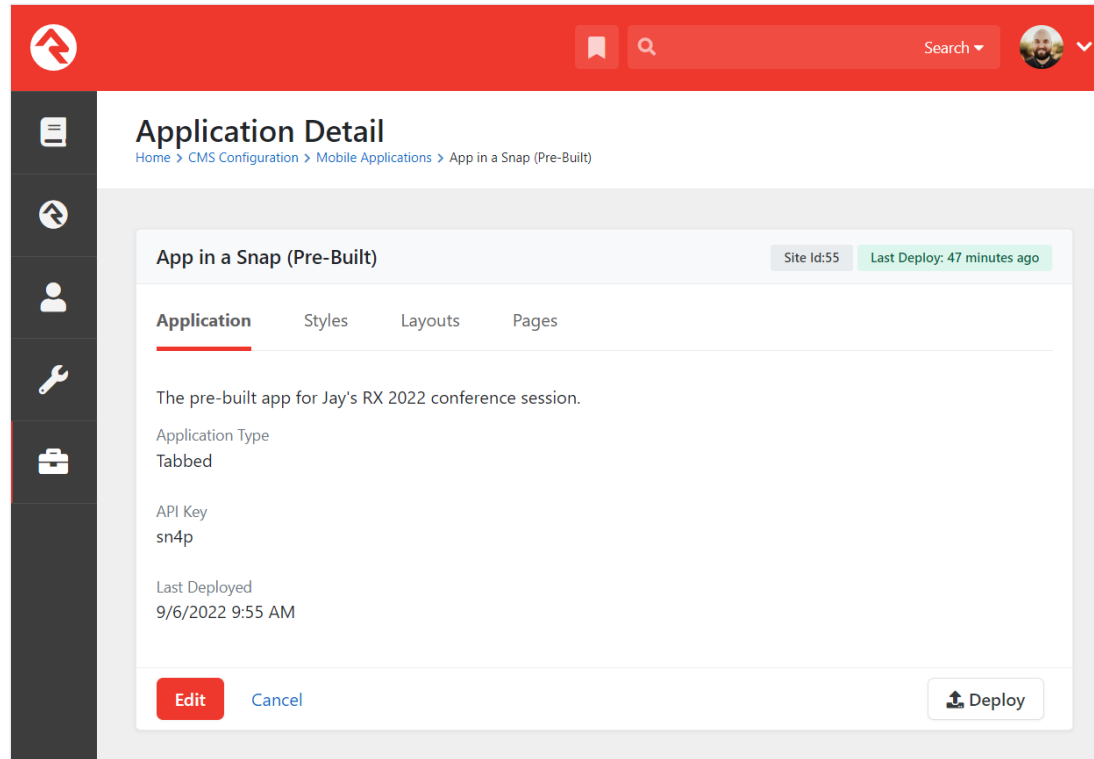 Search
Application Detail
Home > CMS Configuration > Mobile Applications > App in a Snap (Pre-Built)
App in a Snap (Pre-Built)
Site Id:55
Last Deploy: 47 minutes ago
Application
Styles
Layouts
Pages
The pre-built app for Jay's RX 2022 conference session.
Application Type
Tabbed
API Key
sn4p
Last Deployed
9/6/2022 9:55 AM
Edit
Cancel
Deploy